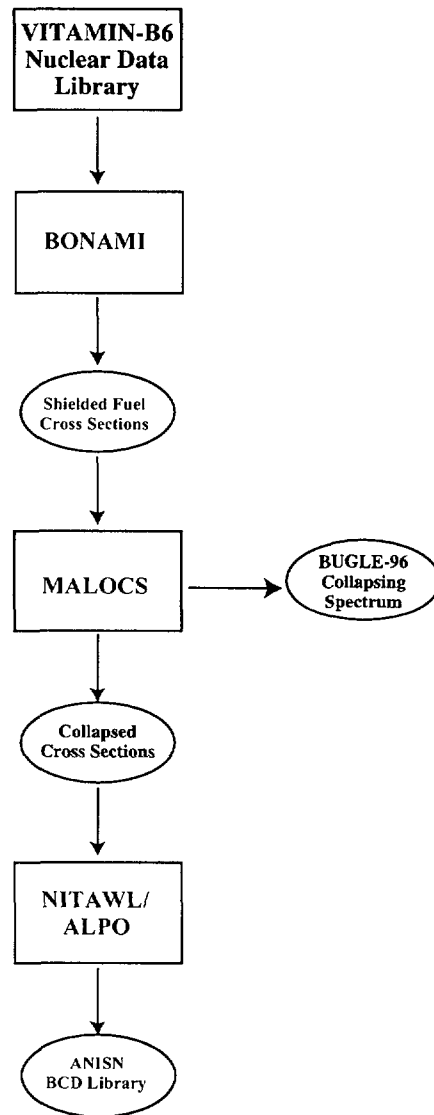 VITAMIN-B6
Nuclear Data
Library
BONAMI
Shielded Fuel
Cross Sections
MALOCS
BUGLE-96
Collapsing
Spectrum
Collapsed
Cross Sections
NITAWL/
ALPO
ANISN
BCD Library